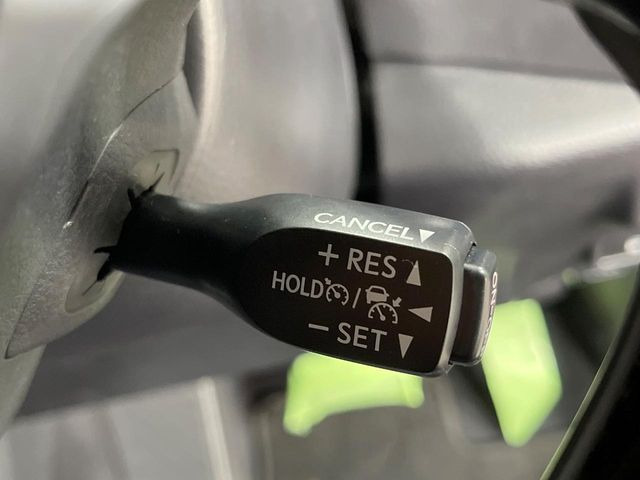 CANCEL▼
+ RES ▲
HOLD /
− SET ▼